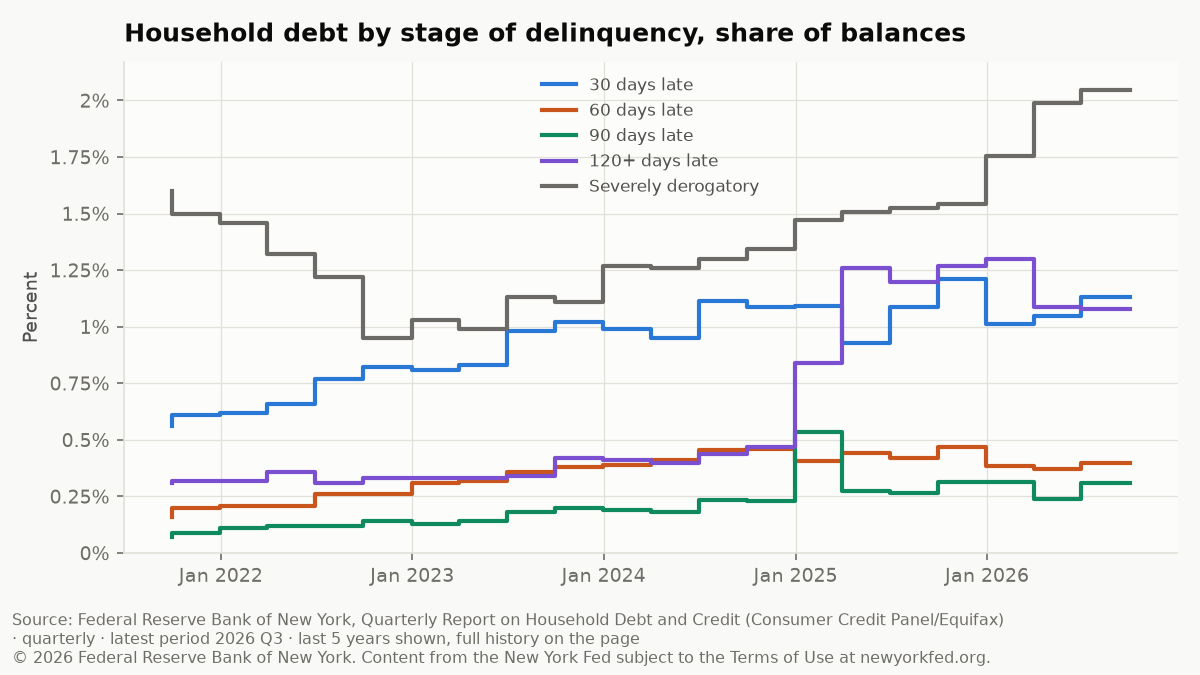 Household debt by stage of delinquency, share of balances
30 days late
60 days late
90 days late
120+ days late
Severely derogatory
Percent
2%
1.75%
1.5%
1.25%
1%
0.75%
0.5%
0.25%
0%
Jan 2022
Jan 2023
Jan 2024
Jan 2025
Jan 2026
Source: Federal Reserve Bank of New York, Quarterly Report on Household Debt and Credit (Consumer Credit Panel/Equifax)
· quarterly · latest period 2026 Q3 · last 5 years shown, full history on the page
© 2026 Federal Reserve Bank of New York. Content from the New York Fed subject to the Terms of Use at newyorkfed.org.